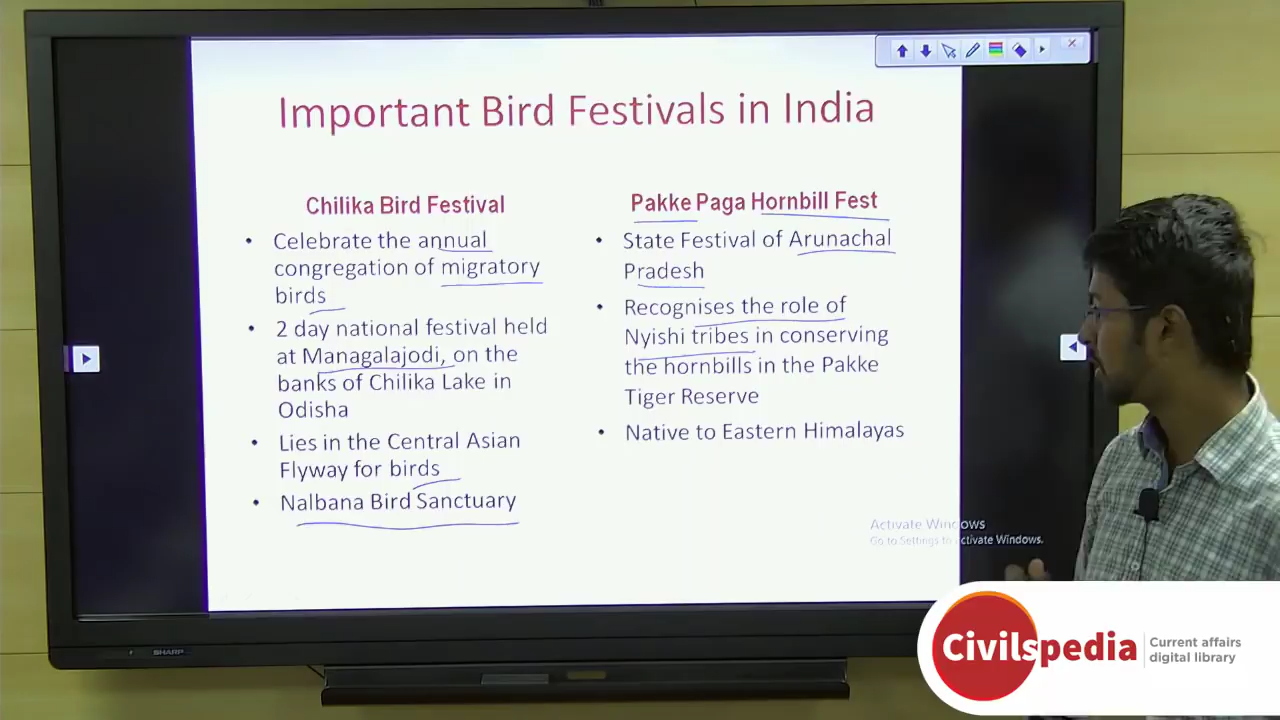 Important Bird Festivals in India
Chilika Bird Festival
• Celebrate the annual
congregation of migratory
birds
• 2 day national festival held
at Managalajodi, on the
banks of Chilika Lake in
Odisha
• Lies in the Central Asian
Flyway for birds
• Nalbana Bird Sanctuary
Pakke Paga Hornbill Fest
• State Festival of Arunachal
Pradesh
• Recognises the role of
Nyishi tribes in conserving
the hornbills in the Pakke
Tiger Reserve
• Native to Eastern Himalayas
Activate Windows
Go to Settings to activate Windows.
SHARP
Civilspedia
Current affairs
digital library